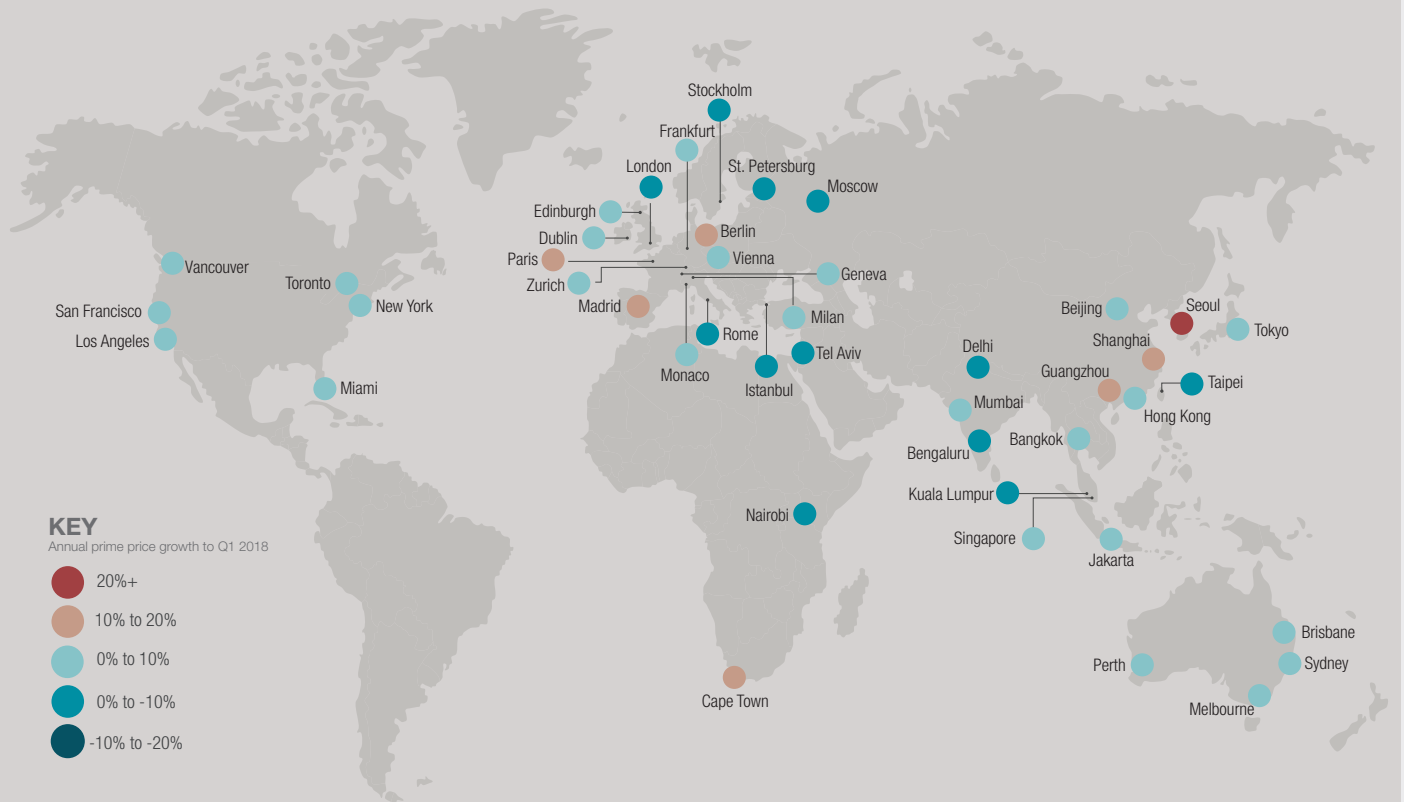 Stockholm
Frankfurt
London
St. Petersburg
Moscow
Edinburgh
Dublin
Berlin
Paris
Vienna
Zurich
Geneva
Madrid
Milan
Rome
Tel Aviv
Monaco
Istanbul
Vancouver
Toronto
New York
San Francisco
Los Angeles
Miami
Beijing
Seoul
Tokyo
Shanghai
Delhi
Guangzhou
Taipei
Mumbai
Hong Kong
Bengaluru
Bangkok
Kuala Lumpur
Nairobi
Singapore
Jakarta
Brisbane
Perth
Sydney
Melbourne
Cape Town
KEY
Annual prime price growth to Q1 2018
20%+
10% to 20%
0% to 10%
0% to -10%
-10% to -20%